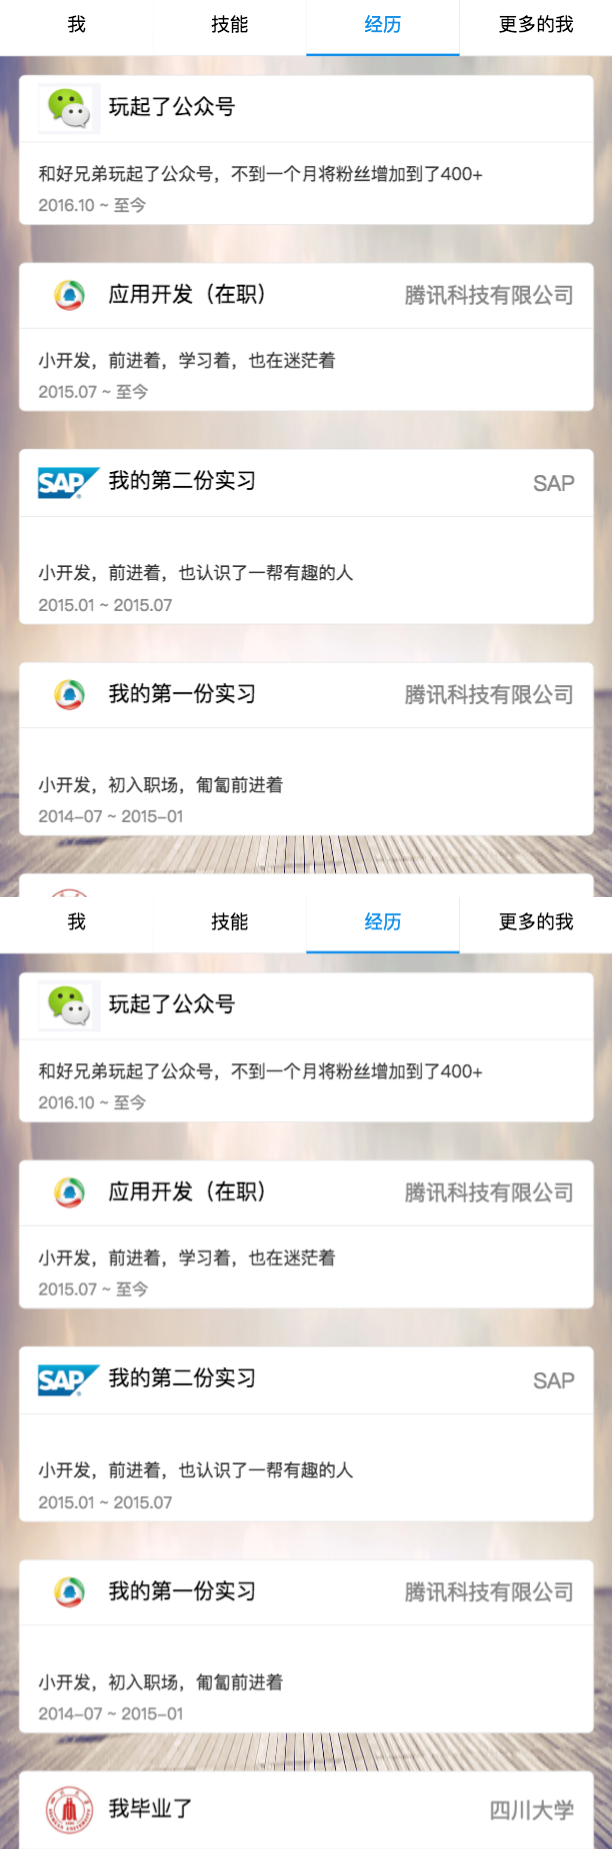 我 技能 经历 更多的我
玩起了公众号
和好兄弟玩起了公众号，不到一个月将粉丝增加到了400+
2016.10 ~ 至今
应用开发（在职） 腾讯科技有限公司
小开发，前进着，学习着，也在迷茫着
2015.07 ~ 至今
SAP 我的第二份实习 SAP
小开发，前进着，也认识了一帮有趣的人
2015.01 ~ 2015.07
我的第一份实习 腾讯科技有限公司
小开发，初入职场，匍匐前进着
2014-07 ~ 2015-01
我 技能 经历 更多的我
玩起了公众号
和好兄弟玩起了公众号，不到一个月将粉丝增加到了400+
2016.10 ~ 至今
应用开发（在职） 腾讯科技有限公司
小开发，前进着，学习着，也在迷茫着
2015.07 ~ 至今
SAP 我的第二份实习 SAP
小开发，前进着，也认识了一帮有趣的人
2015.01 ~ 2015.07
我的第一份实习 腾讯科技有限公司
小开发，初入职场，匍匐前进着
2014-07 ~ 2015-01
我毕业了 四川大学